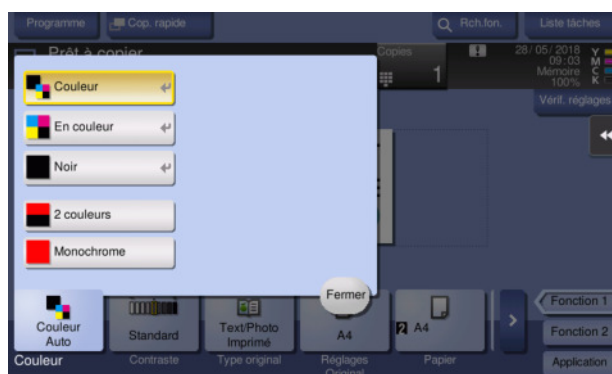 Programme
Cop. rapide
Rch.fon.
Liste tâches
Prêt à copier
Copies
1
28/05/2018
09:03
Mémoire
100%
Y
M
C
K
Vérif. réglages
Couleur
En couleur
Noir
2 couleurs
Monochrome
Fermer
Couleur
Auto
Standard
Text/Photo
Imprimé
A4
2 A4
Fonction 1
Fonction 2
Couleur
Contraste
Type original
Réglages
Original
Papier
Application